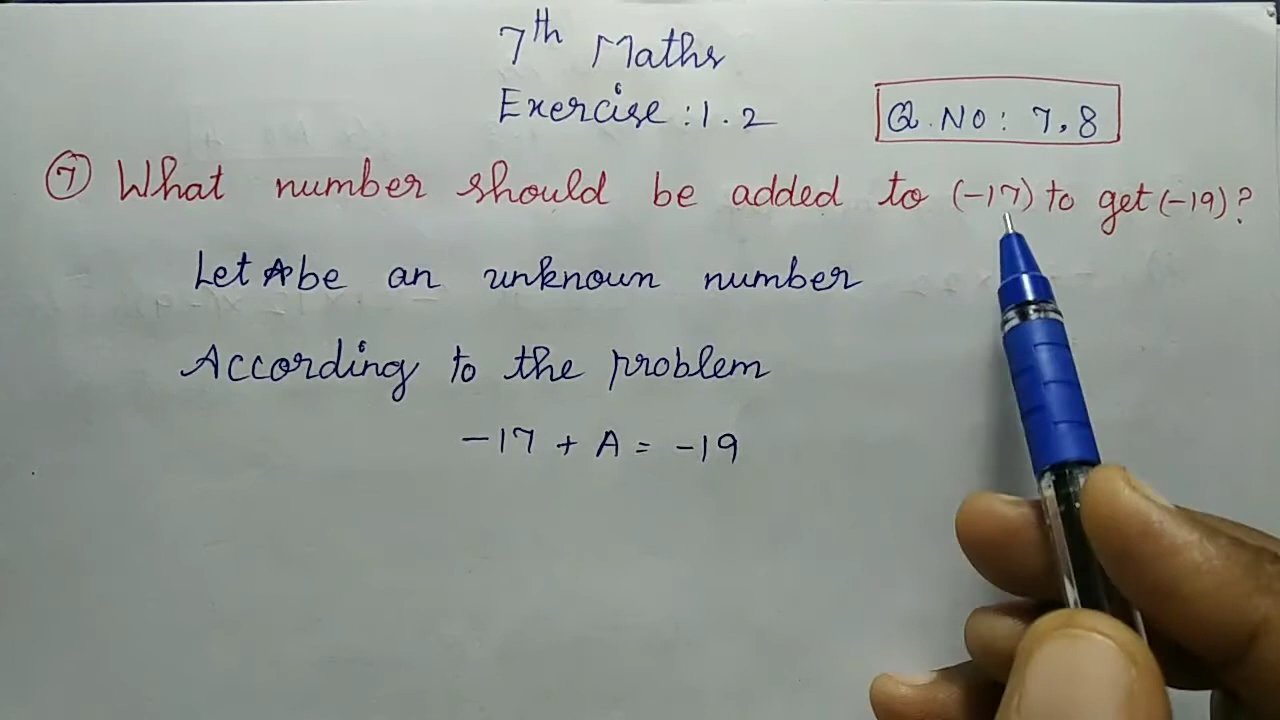 7th Maths
Exercise : 1.2
Q. NO : 7, 8
7 What number should be added to (-17) to get (-19)?
Let A be an unknoun number
According to the problem
-17 + A = -19